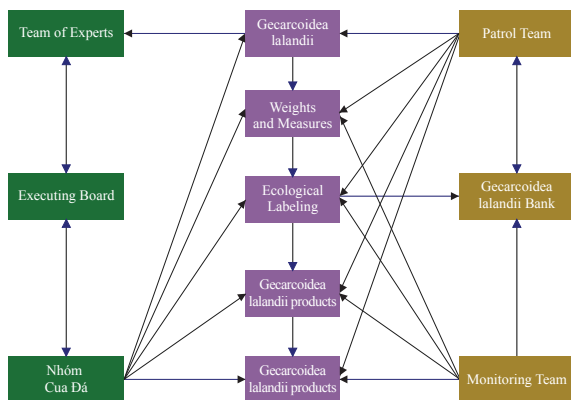 Team of Experts
Gecarcoidea
lalandii
Patrol Team
Weights
and Measures
Executing Board
Ecological
Labeling
Gecarcoidea
lalandii Bank
Gecarcoidea
lalandii products
Nhóm
Cua Đá
Gecarcoidea
lalandii products
Monitoring Team